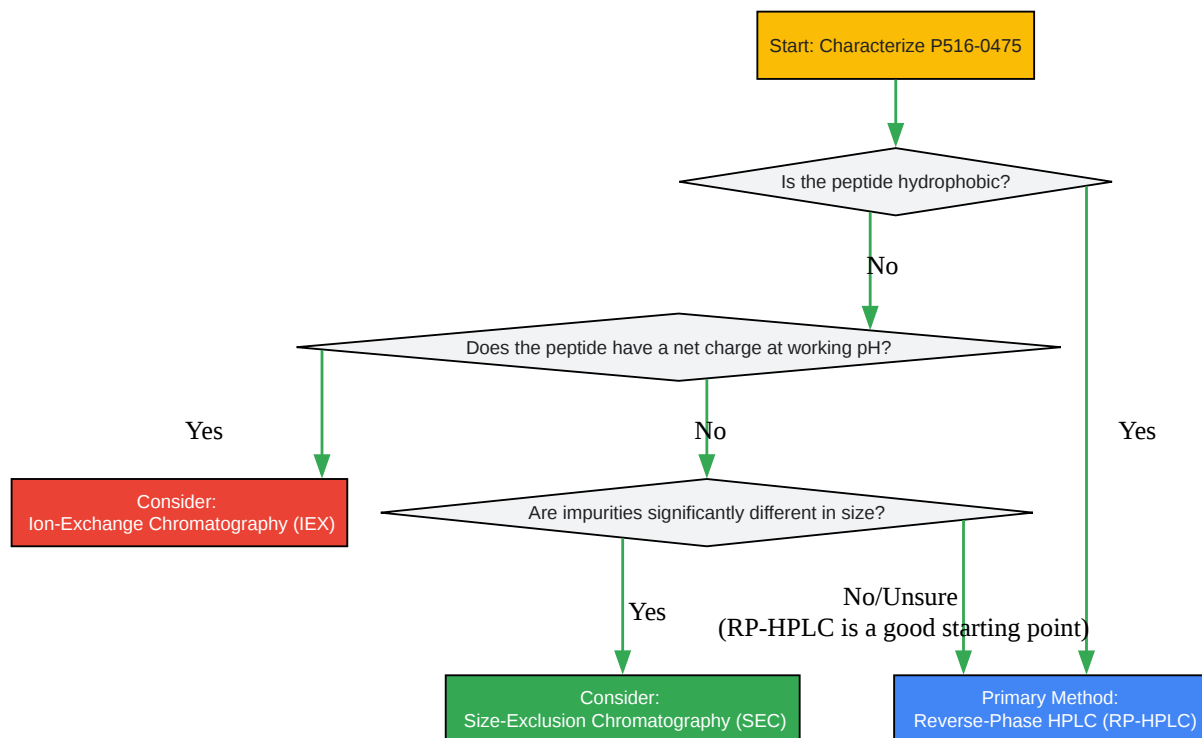 Start: Characterize P516-0475
Is the peptide hydrophobic?
No
Does the peptide have a net charge at working pH?
Yes
No
Yes
Consider:
Ion-Exchange Chromatography (IEX)
Are impurities significantly different in size?
Yes
No/Unsure
(RP-HPLC is a good starting point)
Consider:
Size-Exclusion Chromatography (SEC)
Primary Method:
Reverse-Phase HPLC (RP-HPLC)